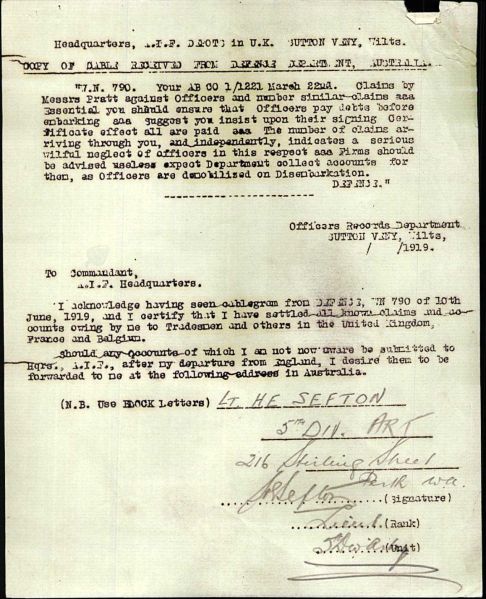 Headquarters, A.I.F. DEPOTS in U.K. SUTTON VENY, Wilts.
COPY OF CABLE RECEIVED FROM DEFENCE DEPARTMENT, AUSTRALIA.
"W.N. 790. Your AB CO 1/1221 March 22nd. Claims by
Messrs Pratt against Officers and number similar claims aaa
Essential you should ensure that Officers pay debts before
embarking aaa suggest you insist upon their signing Cer-
tificate effect all are paid aaa The number of claims ar-
riving through you, and independently, indicates a serious
wilful neglect of officers in this respect aaa Firms should
be advised useless expect Department collect accounts for
them, as Officers are demobilized on Disembarkation.
DEFENCE."
Officers Records Department
SUTTON VENY, Wilts,
/ /1919.
To Commandant,
A.I.F. Headquarters.
I acknowledge having seen cablegram from DEFENCE, WN 790 of 10th
June, 1919, and I certify that I have settled all known claims and ac-
counts owing by me to Tradesmen and others in the United Kingdom,
France and Belgium.
Should any accounts of which I am not now aware be submitted to
Hqrs., A.I.F., after my departure from England, I desire them to be
forwarded to me at the following address in Australia.
(N.B. Use BLOCK Letters) LT. HE SEFTON
5TH DIV. ART
216 Stirling Street
Perth WA.
HE Sefton (Signature)
Lieut. (Rank)
5 Div Arty (Unit)